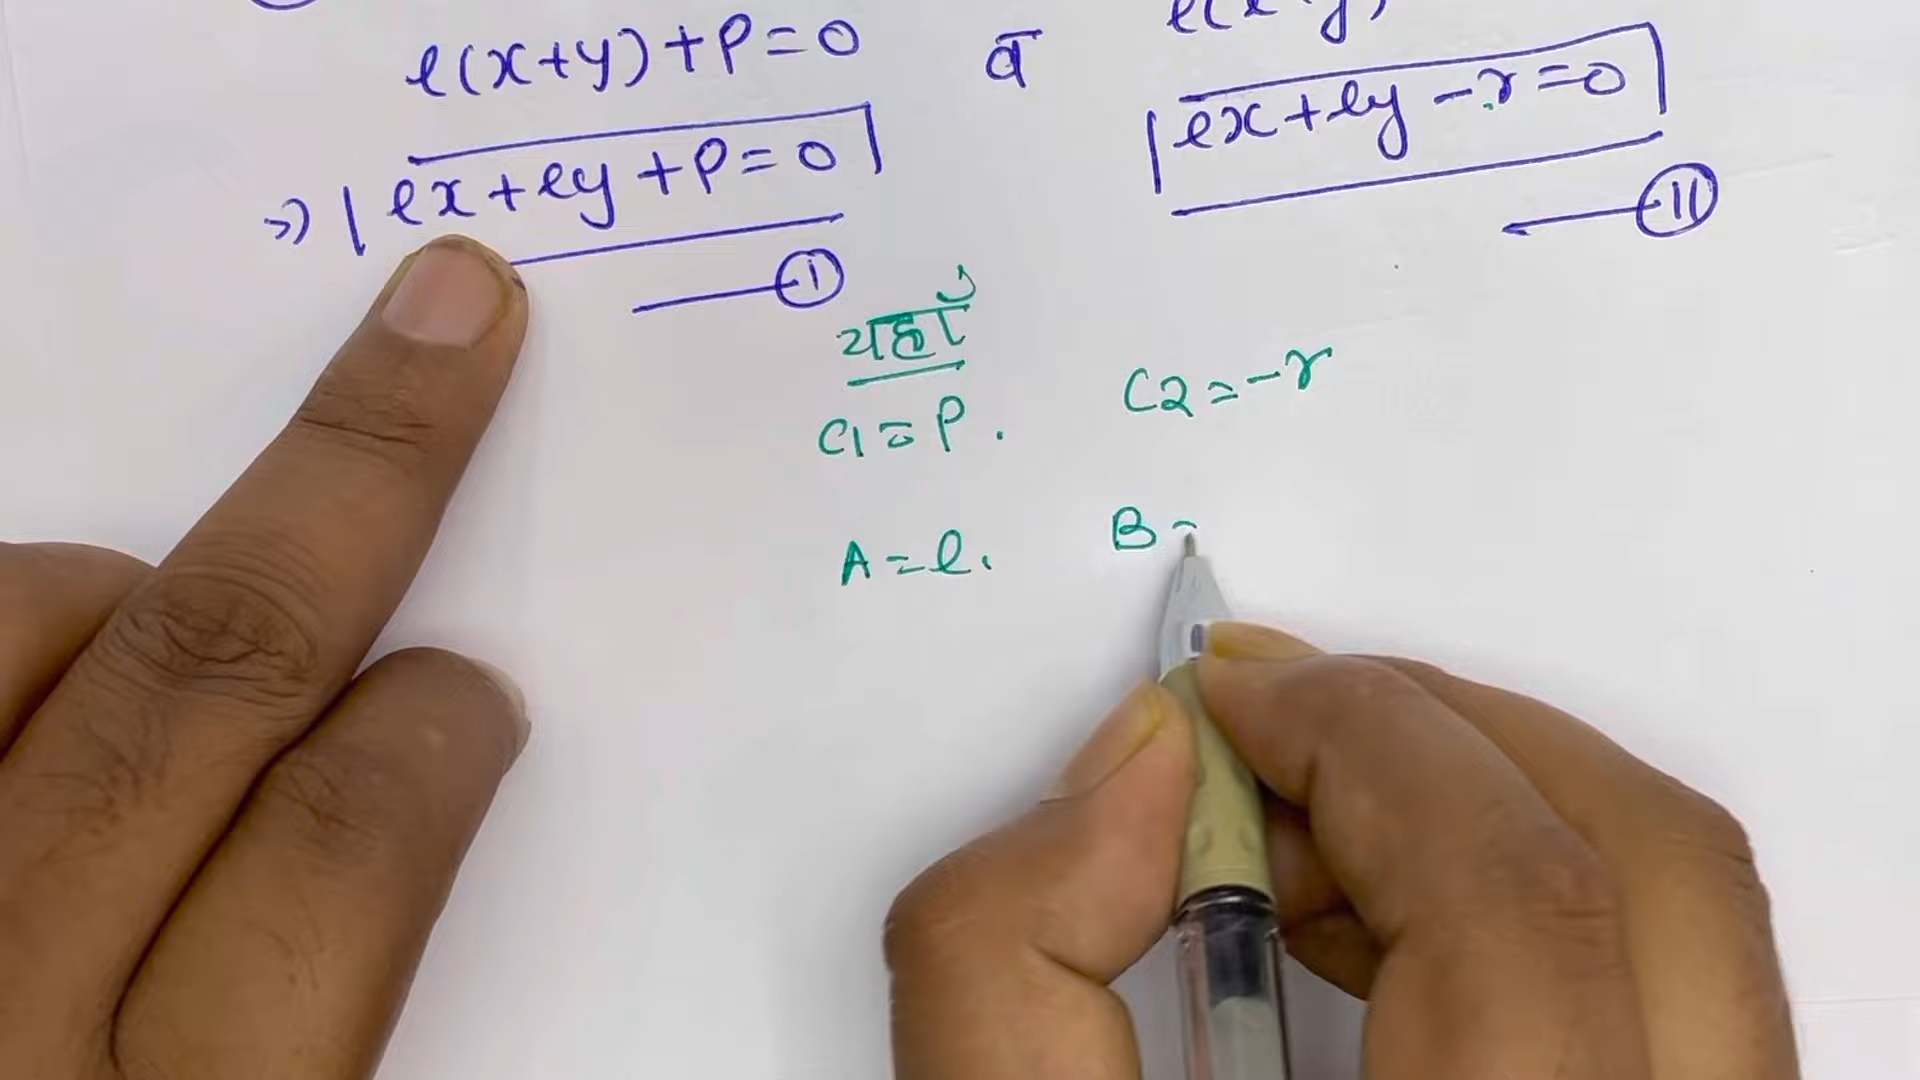 l(x+y)+p=0 व
⇒ lx+ly+p=0 lx+ly-r=0
I II
यहाँ
C1=p. C2=-r
A=l. B=